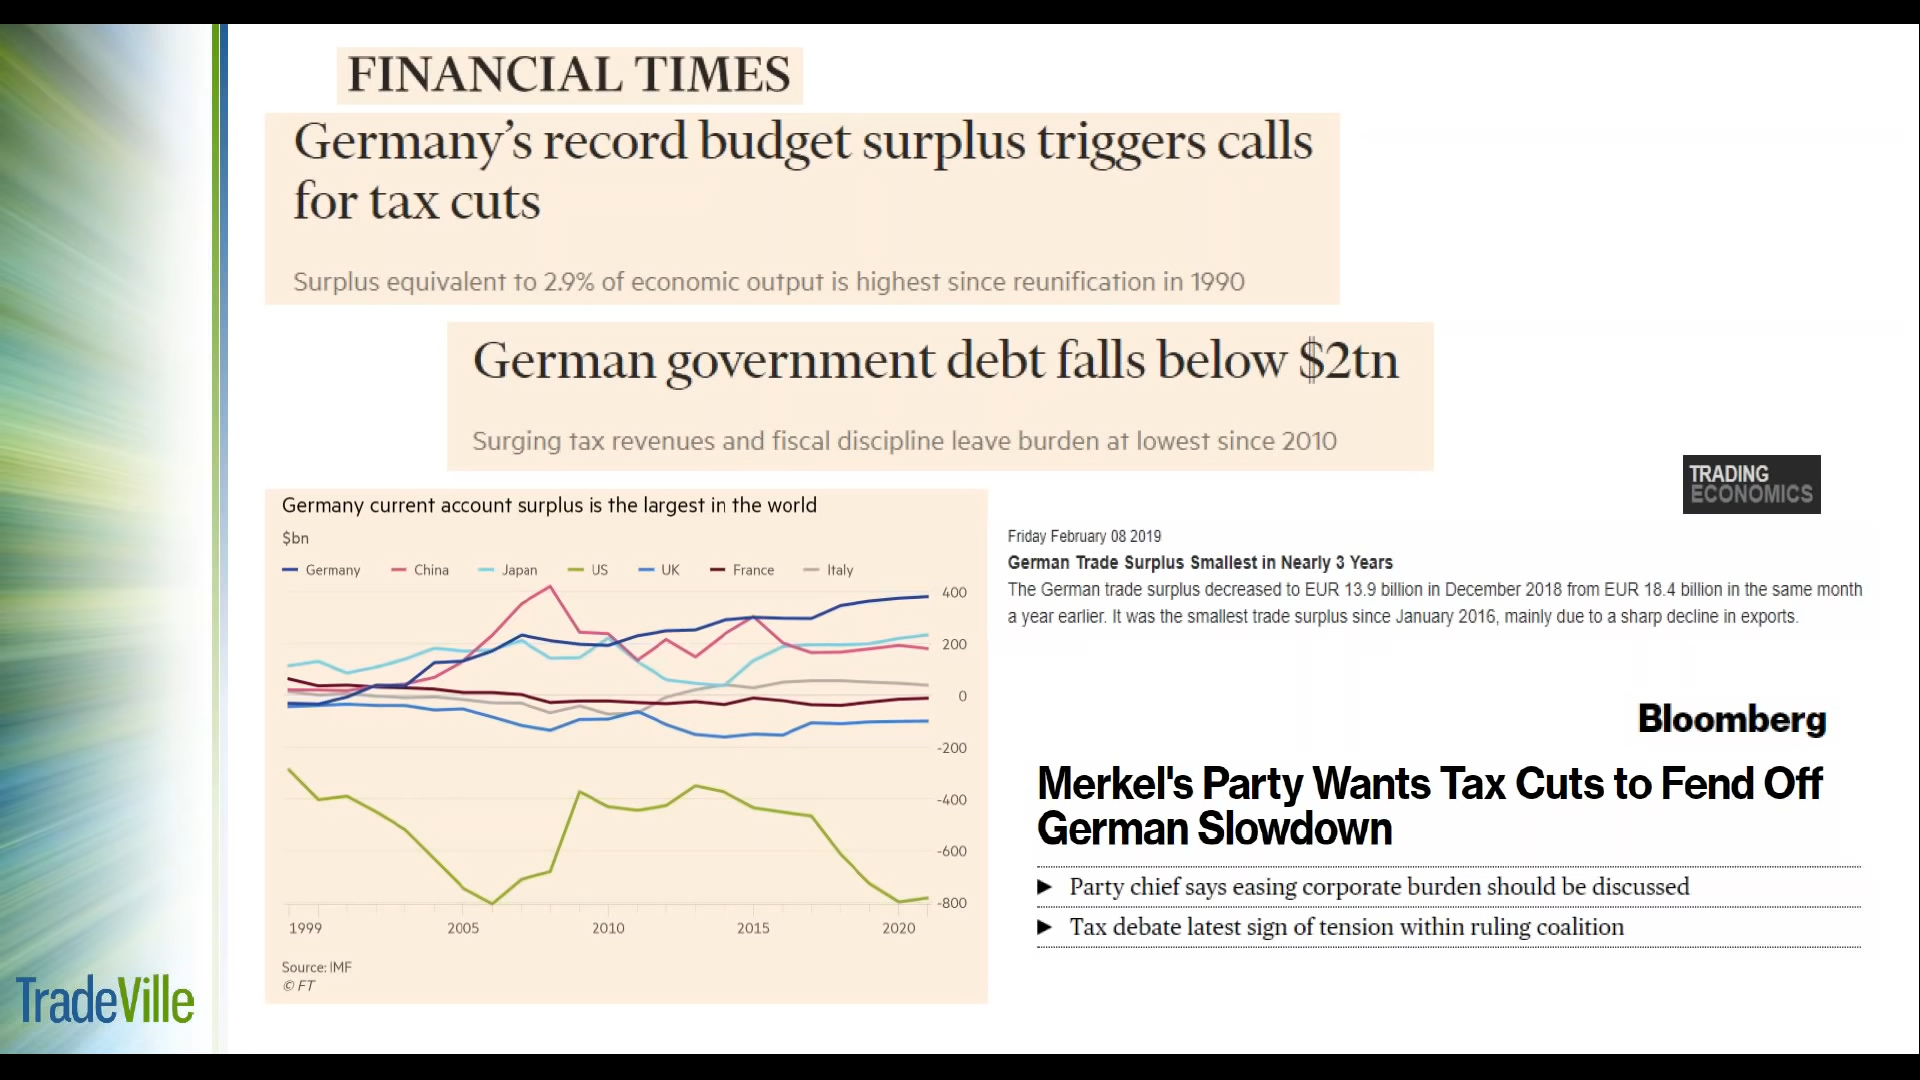 FINANCIAL TIMES
Germany's record budget surplus triggers calls
for tax cuts
Surplus equivalent to 2.9% of economic output is highest since reunification in 1990
German government debt falls below $2tn
Surging tax revenues and fiscal discipline leave burden at lowest since 2010
Germany current account surplus is the largest in the world
$bn
Germany China Japan US UK France Italy
400
200
0
-200
-400
-600
-800
1999 2005 2010 2015 2020
Source: IMF
© FT
TRADING
ECONOMICS
Friday February 08 2019
German Trade Surplus Smallest in Nearly 3 Years
The German trade surplus decreased to EUR 13.9 billion in December 2018 from EUR 18.4 billion in the same month
a year earlier. It was the smallest trade surplus since January 2016, mainly due to a sharp decline in exports.
Bloomberg
Merkel's Party Wants Tax Cuts to Fend Off
German Slowdown
► Party chief says easing corporate burden should be discussed
► Tax debate latest sign of tension within ruling coalition
TradeVille